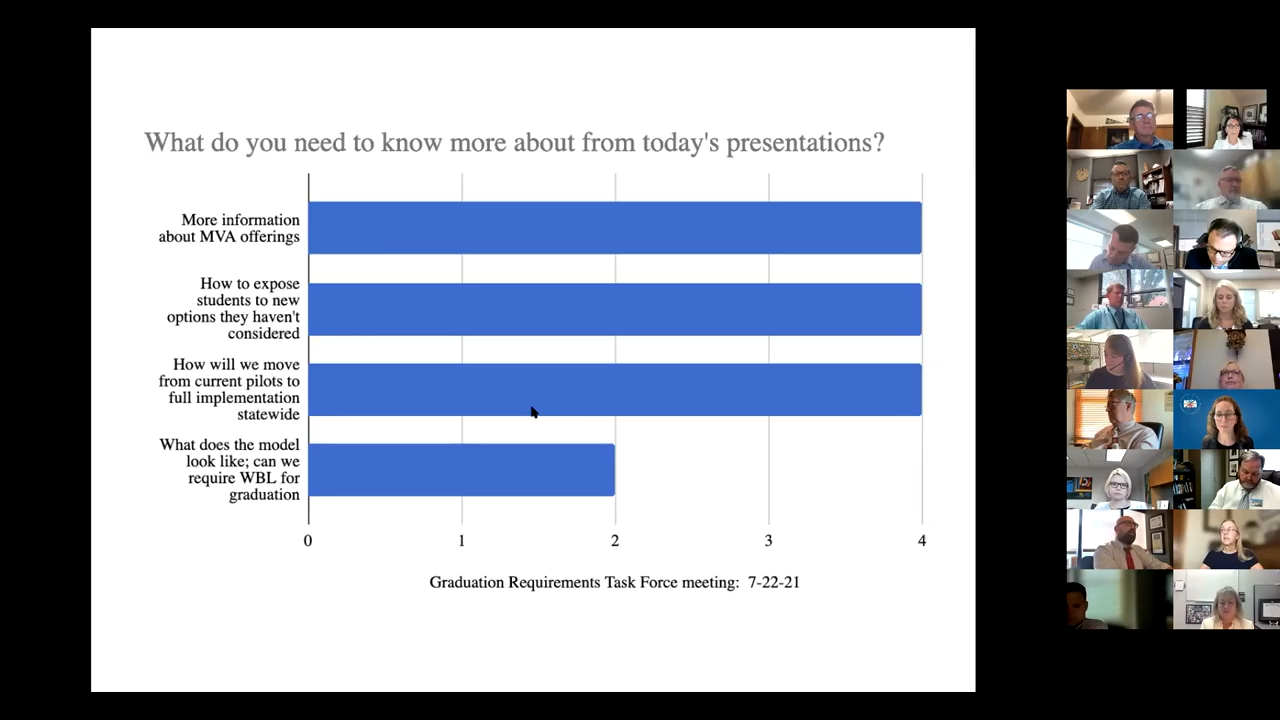 What do you need to know more about from today's presentations?
More information
about MVA offerings
How to expose
students to new
options they haven't
considered
How will we move
from current pilots to
full implementation
statewide
What does the model
look like; can we
require WBL for
graduation
0 1 2 3 4
Graduation Requirements Task Force meeting: 7-22-21